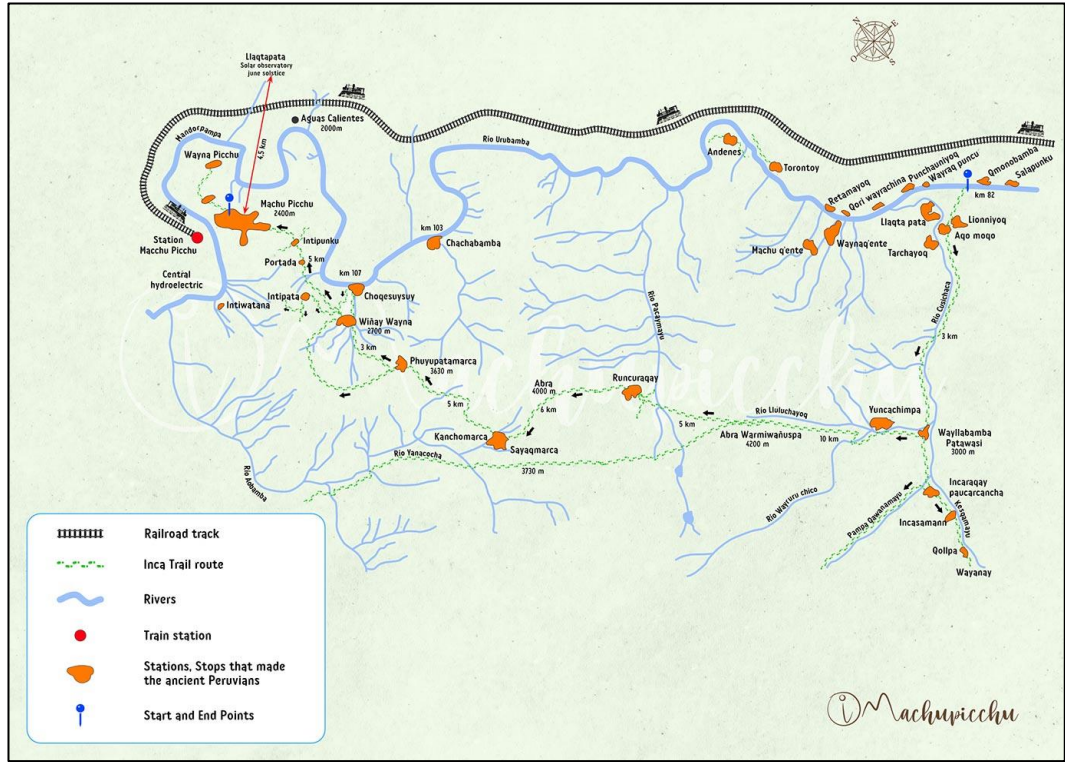 N
E
O
S
Llaqtapata
Solar observatory
june solstice
4,5 km
Aguas Calientes
2000m
Mandorpampa
Wayna Picchu
Machu Picchu
2400m
Station
Macchu Picchu
Intipunku
Portada
5 km
Central
hydroelectric
Intiwatana
Intipata
km 107
Choqesuysuy
Wiñay Wayna
2700 m
3 km
km 103
Chachabamba
Rio Urubamba
Andenes
Torontoy
Retamayoq
Qori wayrachina
Punchauniyoq
Wayraq puncu
Qmonobamba
Salapunku
km 82
Machu q'ente
Waynaq'ente
Llaqta pata
Lionniyoq
Aqo moqo
Tarchayoq
Rio Cusichaca
3 km
Rio Pacaymayu
Phuyupatamarca
3630 m
5 km
Abra
4000 m
6 km
Runcuraqay
5 km
Kanchomarca
Sayaqmarca
Rio Yanacocha
3730 m
Rio Aobamba
Rio Lluluchayoq
Abra Warmiwañuspa
4200 m
10 km
Yuncachimpa
Wayllabamba
Patawasi
3000 m
Rio Wayruru chico
Incaraqay
paucarcancha
Pampa Qawanamayu
Kesqamayu
Incasamann
Qollpa
Wayanay
Railroad track
Inca Trail route
Rivers
Train station
Stations, Stops that made
the ancient Peruvians
Start and End Points
i Machupicchu
i Machupicchu